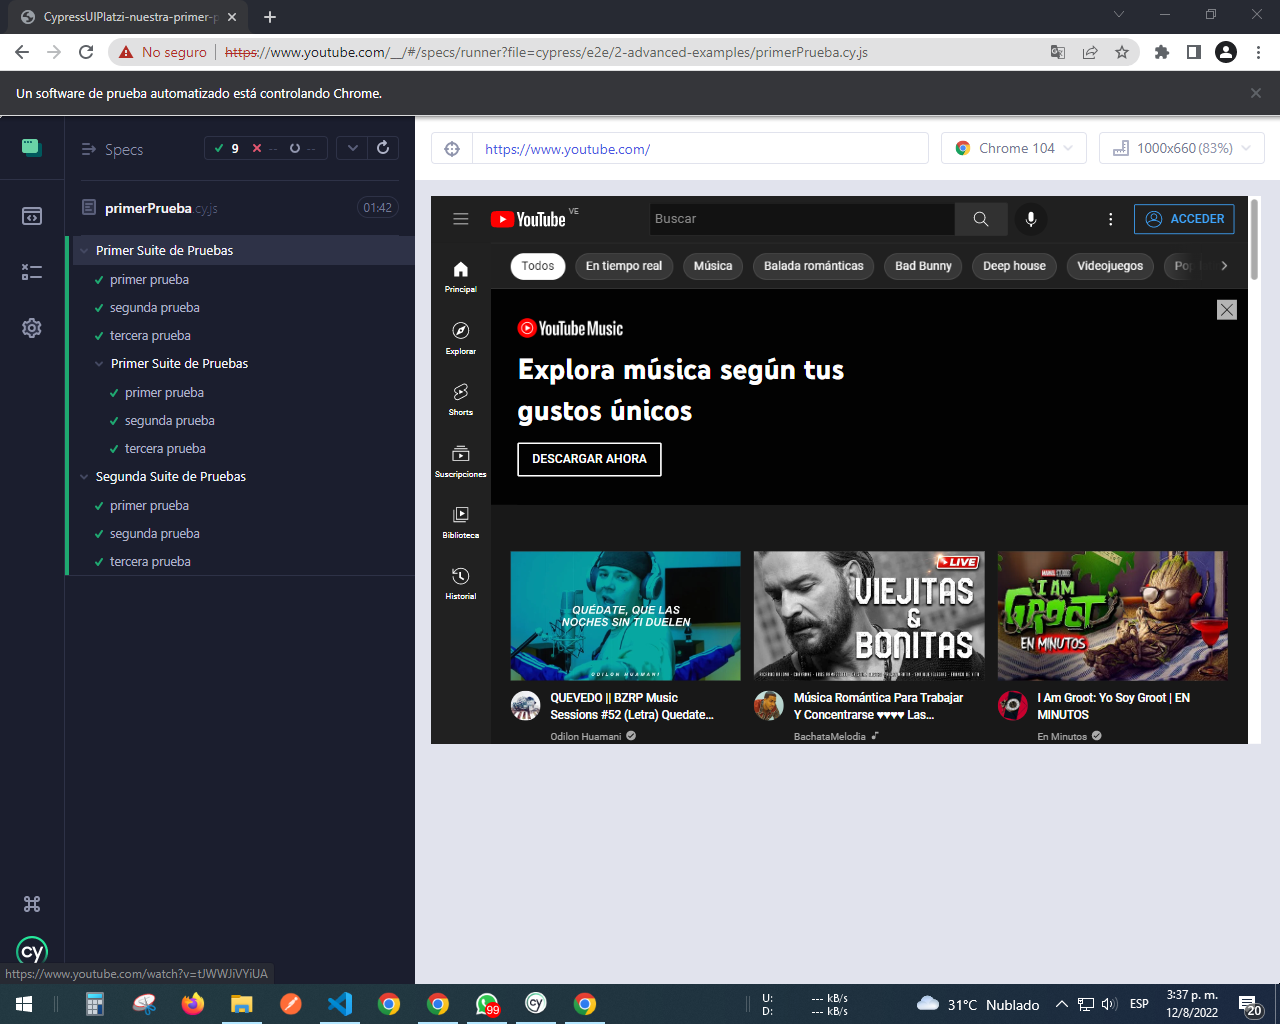 CypressUIPlatzi-nuestra-primer-p
No seguro
https://www.youtube.com/__/#/specs/runner?file=cypress/e2e/2-advanced-examples/primerPrueba.cy.js
Un software de prueba automatizado está controlando Chrome.
Specs
9
--
--
https://www.youtube.com/
Chrome 104
1000x660 (83%)
primerPrueba.cy.js
01:42
Primer Suite de Pruebas
primer prueba
segunda prueba
tercera prueba
Primer Suite de Pruebas
primer prueba
segunda prueba
tercera prueba
Segunda Suite de Pruebas
primer prueba
segunda prueba
tercera prueba
YouTube VE
Buscar
ACCEDER
Todos
En tiempo real
Música
Balada románticas
Bad Bunny
Deep house
Videojuegos
Principal
Explorar
Shorts
Suscripciones
Biblioteca
Historial
YouTube Music
Explora música según tus
gustos únicos
DESCARGAR AHORA
QUÉDATE, QUE LAS
NOCHES SIN TI DUELEN
ODILON HUAMANI
LIVE
VIEJITAS
&
BONITAS
MARVEL STUDIOS
I AM
GROOT
EN MINUTOS
QUEVEDO || BZRP Music
Sessions #52 (Letra) Quedate...
Odilon Huamani
Música Romántica Para Trabajar
Y Concentrarse ♥♥♥♥ Las...
BachataMelodia
I Am Groot: Yo Soy Groot | EN
MINUTOS
En Minutos
cy
https://www.youtube.com/watch?v=tJWWJiVYiUA
99
cy
U:
--- kB/s
D:
--- kB/s
31°C Nublado
ESP
3:37 p. m.
12/8/2022
20